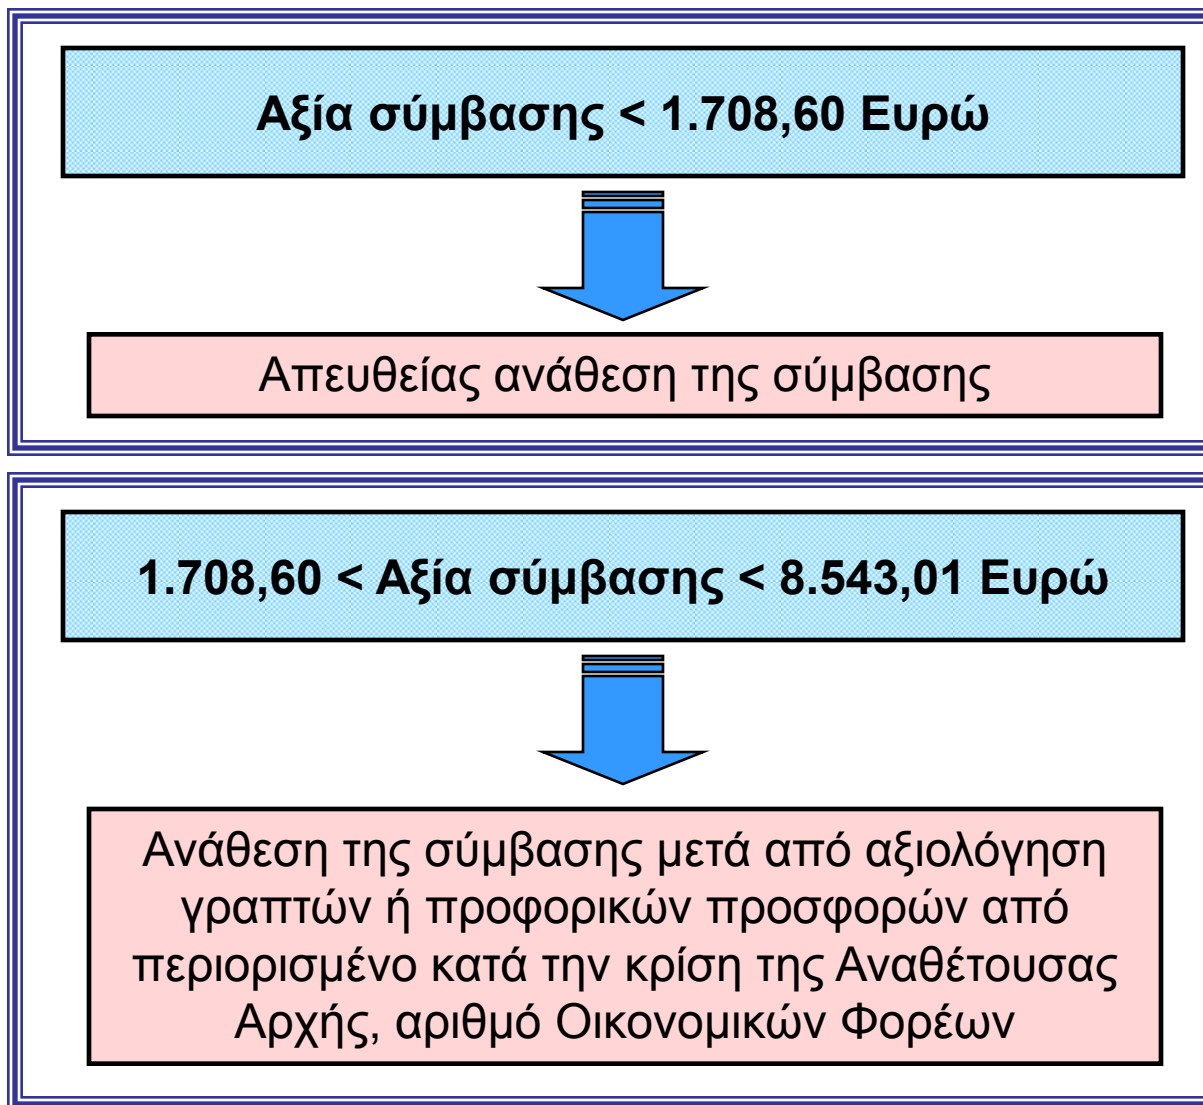 Αξία σύμβασης < 1.708,60 Ευρώ
Απευθείας ανάθεση της σύμβασης
1.708,60 < Αξία σύμβασης < 8.543,01 Ευρώ
Ανάθεση της σύμβασης μετά από αξιολόγηση
γραπτών ή προφορικών προσφορών από
περιορισμένο κατά την κρίση της Αναθέτουσας
Αρχής, αριθμό Οικονομικών Φορέων